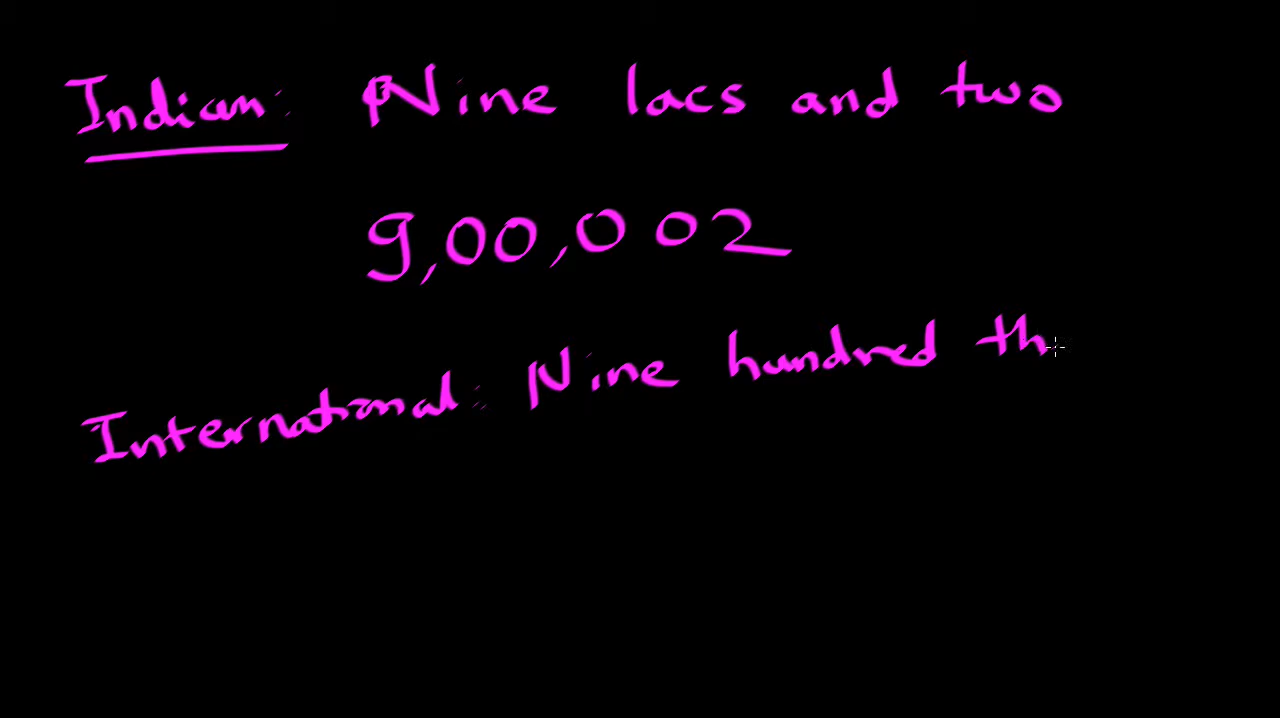 Indian: Nine lacs and two
9,00,002
International: Nine hundred th